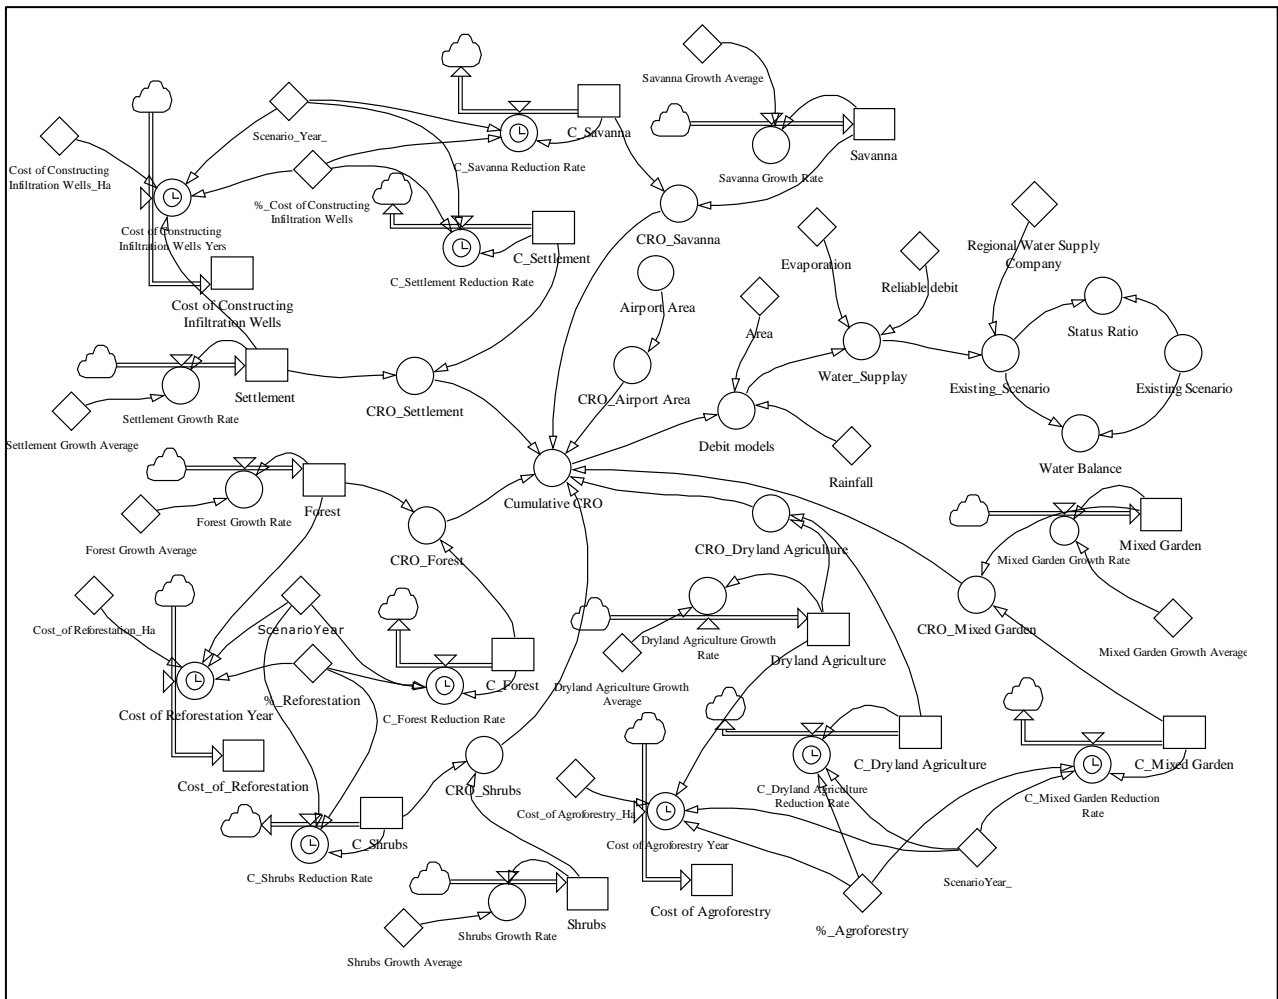 Savanna Growth Average
Scenario_Year_
C_Savanna
C_Savanna Reduction Rate
Savanna
Savanna Growth Rate
Cost of Constructing
Infiltration Wells_Ha
%_Cost of Constructing
Infiltration Wells
Cost of Constructing
Infiltration Wells Yers
CRO_Savanna
C_Settlement
C_Settlement Reduction Rate
Evaporation
Regional Water Supply
Company
Reliable debit
Cost of Constructing
Infiltration Wells
Airport Area
Area
Status Ratio
Settlement
Settlement Growth Rate
Settlement Growth Average
CRO_Settlement
CRO_Airport Area
Water_Supplay
Existing_Scenario
Existing Scenario
Debit models
Water Balance
Rainfall
Forest
Forest Growth Rate
Forest Growth Average
Cumulative CRO
CRO_Forest
CRO_Dryland Agriculture
Mixed Garden
Mixed Garden Growth Rate
CRO_Mixed Garden
Mixed Garden Growth Average
Cost_of Reforestation_Ha
ScenarioYear
Dryland Agriculture Growth
Rate
Dryland Agriculture
Dryland Agriculture Growth
Average
%_Reforestation
C_Forest
C_Forest Reduction Rate
Cost of Reforestation Year
Cost_of_Reforestation
CRO_Shrubs
C_Dryland Agriculture
C_Dryland Agriculture
Reduction Rate
C_Mixed Garden
C_Mixed Garden Reduction
Rate
Cost_of Agroforestry_Ha
Cost of Agroforestry Year
C_Shrubs
C_Shrubs Reduction Rate
ScenarioYear_
Cost of Agroforestry
%_Agroforestry
Shrubs
Shrubs Growth Rate
Shrubs Growth Average